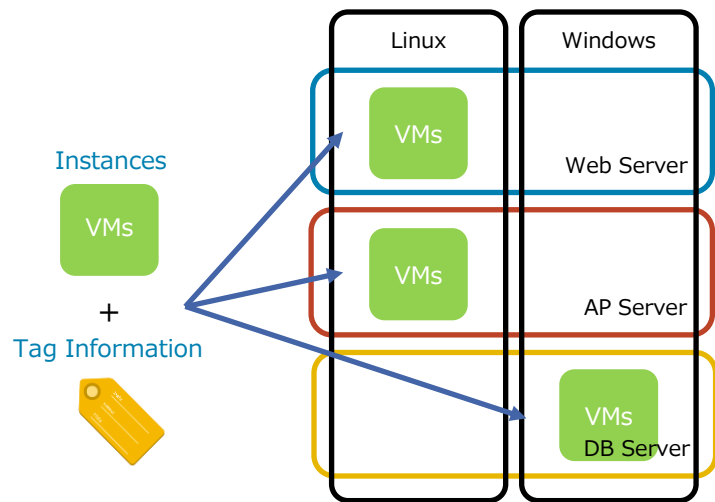 Linux
Windows
VMs
Web Server
Instances
VMs
+
Tag Information
VMs
AP Server
VMs
DB Server